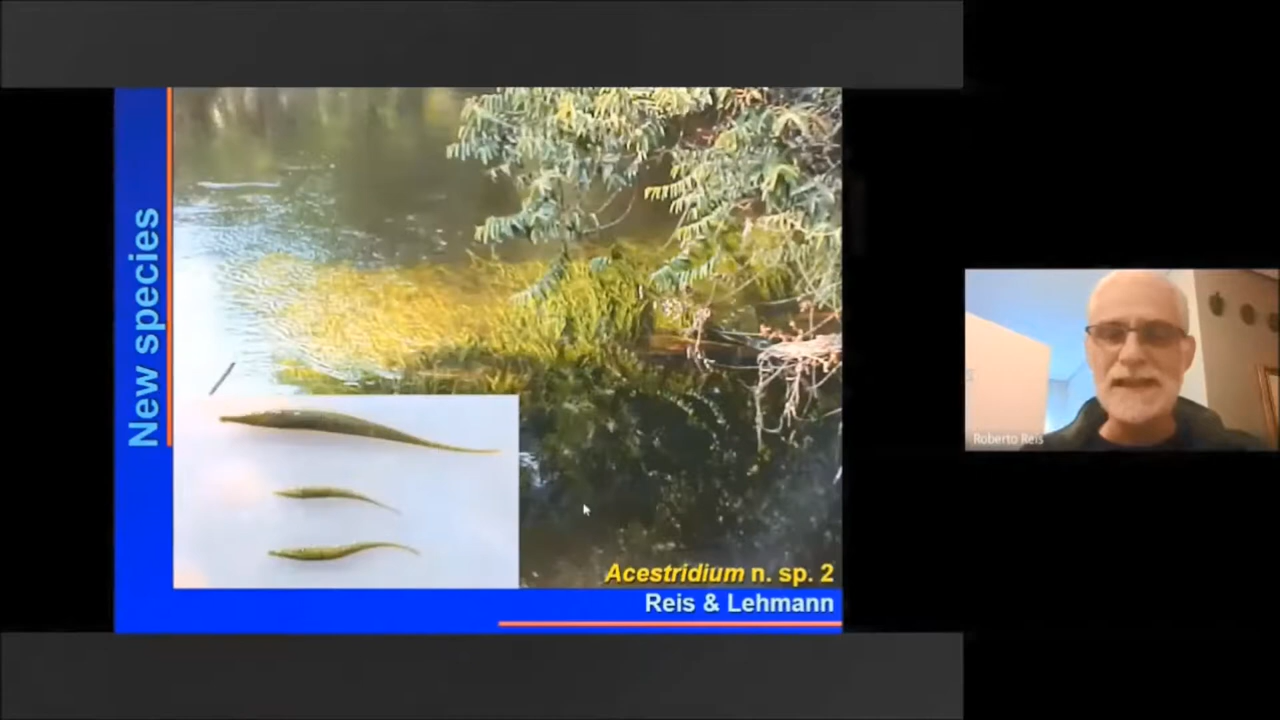 New species
Acestridium n. sp. 2
Reis & Lehmann
Roberto Reis